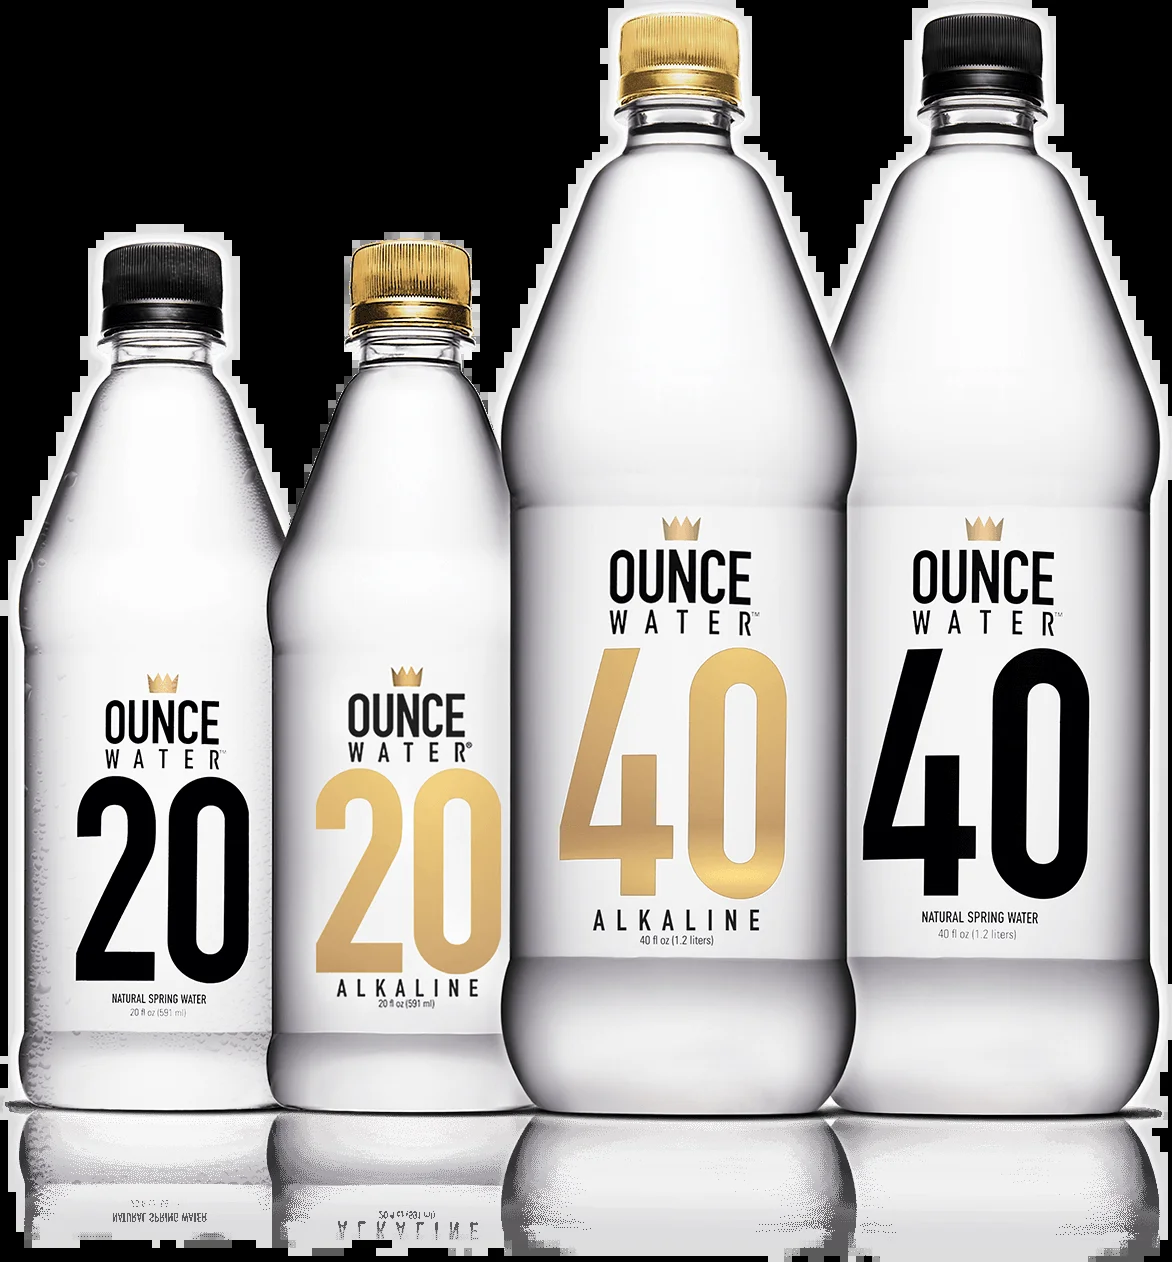 OUNCE
WATER™
20
NATURAL SPRING WATER
20 fl oz (591 ml)
OUNCE
WATER®
20
ALKALINE
20 fl oz (591 ml)
OUNCE
WATER™
40
ALKALINE
40 fl oz (1.2 liters)
OUNCE
WATER™
40
NATURAL SPRING WATER
40 fl oz (1.2 liters)